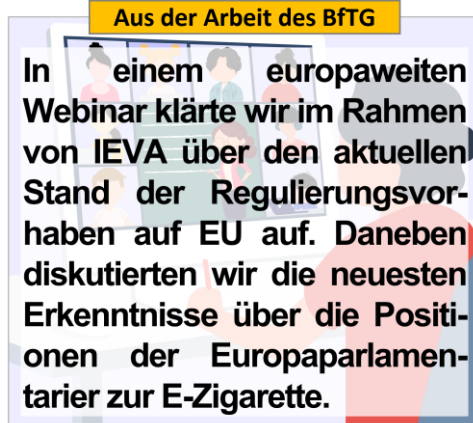 Aus der Arbeit des BfTG
In einem europaweiten
Webinar klärte wir im Rahmen
von IEVA über den aktuellen
Stand der Regulierungsvor-
haben auf EU auf. Daneben
diskutierten wir die neuesten
Erkenntnisse über die Positi-
onen der Europaparlamen-
tarier zur E-Zigarette.